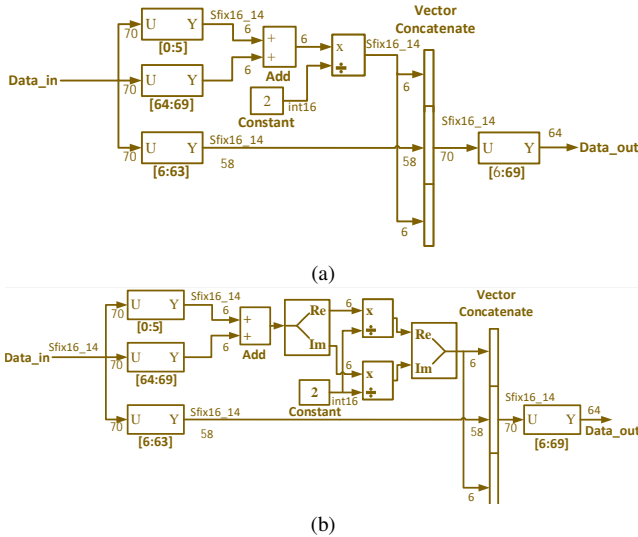 U Y
70
[0:5]
Sfix16_14
6
+
+
Add
6
x
÷
Sfix16_14
Vector
Concatenate
Data_in
U Y
70
[64:69]
6
2
Constant
int16
6
U Y
70
[6:63]
Sfix16_14
58
58
Sfix16_14
70
U Y
[6:69]
64
Data_out
6
(a)
U Y
70
[0:5]
Sfix16_14
6
+
+
Add
Re
Im
6
x
÷
Re
Im
Vector
Concatenate
Data_in
Sfix16_14
U Y
70
[64:69]
6
6
x
÷
2
Constant
int16
6
U Y
70
[6:63]
Sfix16_14
58
58
Sfix16_14
70
U Y
[6:69]
64
Data_out
6
(b)